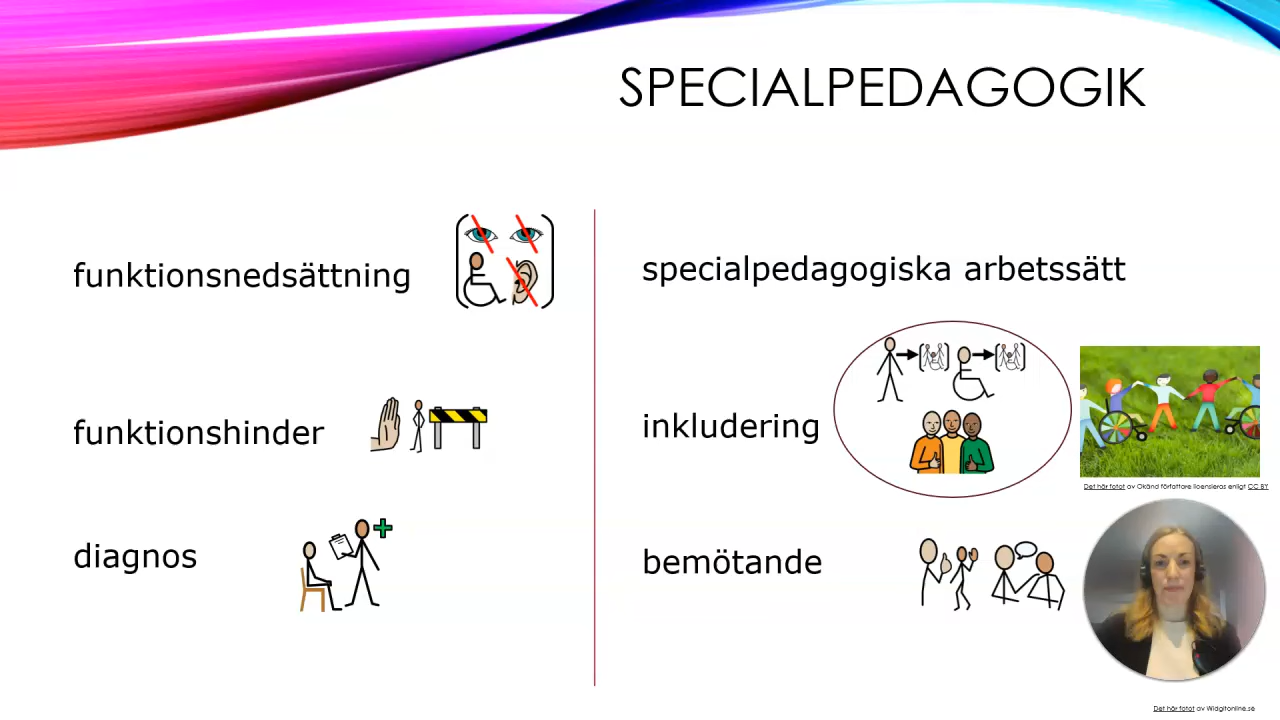 SPECIALPEDAGOGIK
funktionsnedsättning
funktionshinder
diagnos
specialpedagogiska arbetssätt
inkludering
bemötande
Det här fotot av Okänd författare licensieras enligt CC BY
Det här fotot av Widgitonline.se